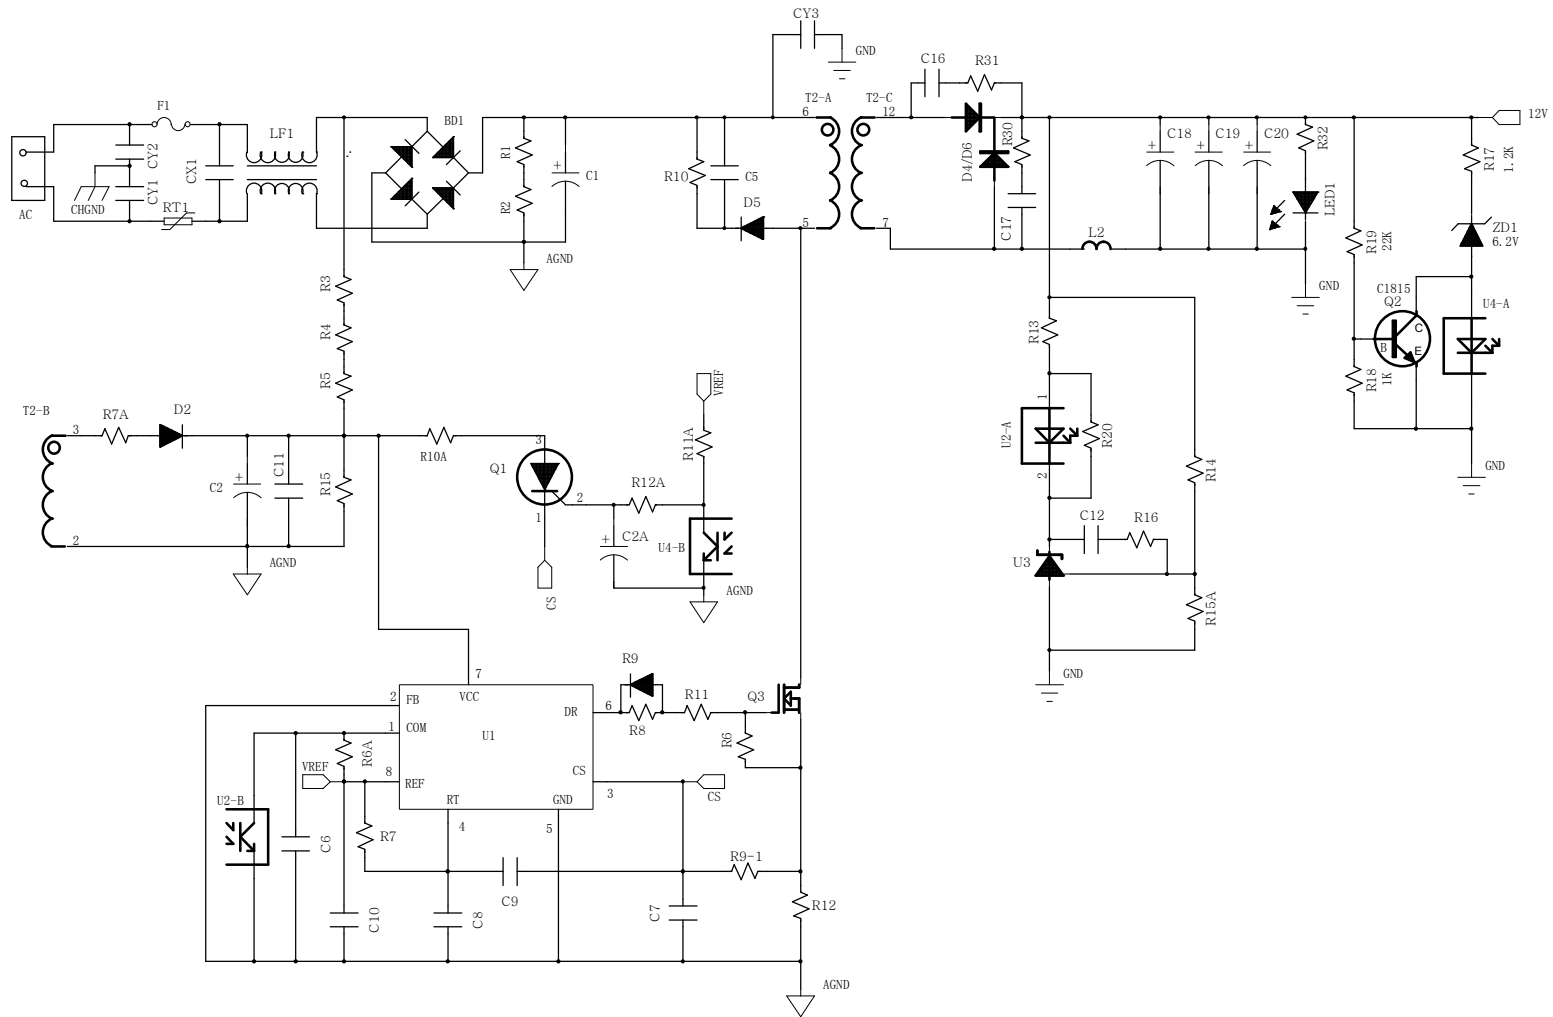 CY3
GND
C16
R31
F1
T2-A
T2-C
6
12
LF1
BD1
12V
CY2
CX1
R1
R30
C18
C19
C20
R32
R17
1.2K
D4/D6
R10
C5
C1
CY1
CHGND
RT1
AC
R2
D5
5
7
C17
LED1
L2
R19
22K
ZD1
6.2V
AGND
GND
R3
C1815
Q2
U4-A
R4
R13
C
B
E
R5
VREF
R18
1K
T2-B
3
R7A
D2
R10A
3
R11A
1
U2-A
R20
2
GND
C11
C2
R15
Q1
2
R12A
1
R14
C2A
U4-B
C12
R16
2
AGND
U3
AGND
CS
R15A
GND
7
VCC
R9
2
FB
6
DR
R8
R11
Q3
1
COM
U1
R6
R6A
VREF
8
REF
CS
3
CS
U2-B
RT
GND
4
5
R7
C6
R9-1
C9
C10
C8
C7
R12
AGND